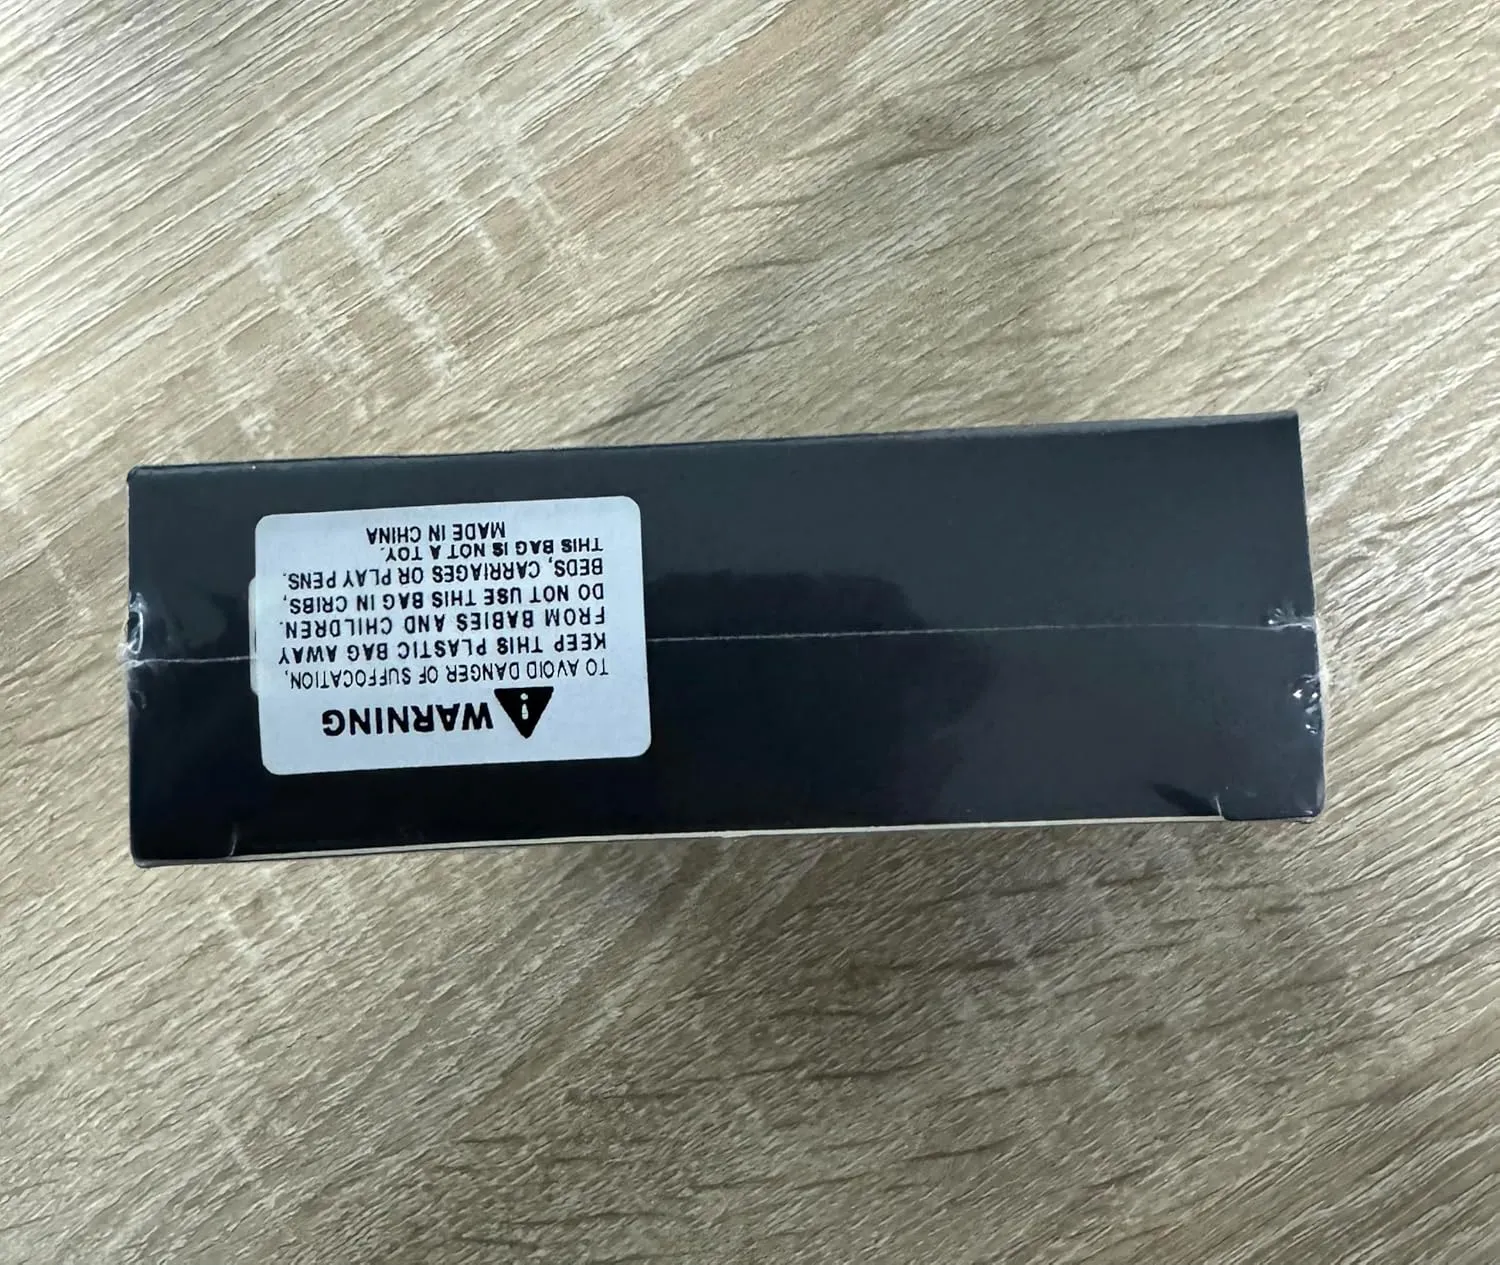 WARNING
TO AVOID DANGER OF SUFFOCATION,
KEEP THIS PLASTIC BAG AWAY
FROM BABIES AND CHILDREN.
DO NOT USE THIS BAG IN CRIBS,
BEDS, CARRIAGES OR PLAY PENS.
THIS BAG IS NOT A TOY.
MADE IN CHINA